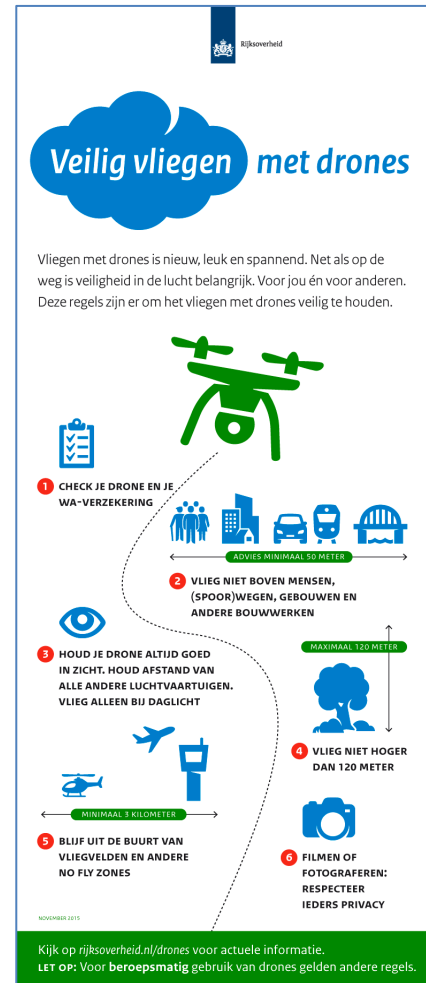 Rijksoverheid
Veilig vliegen met drones
Vliegen met drones is nieuw, leuk en spannend. Net als op de
weg is veiligheid in de lucht belangrijk. Voor jou én voor anderen.
Deze regels zijn er om het vliegen met drones veilig te houden.
1 CHECK JE DRONE EN JE
WA-VERZEKERING
ADVIES MINIMAAL 50 METER
2 VLIEG NIET BOVEN MENSEN,
(SPOOR)WEGEN, GEBOUWEN EN
ANDERE BOUWWERKEN
3 HOUD JE DRONE ALTIJD GOED
IN ZICHT. HOUD AFSTAND VAN
ALLE ANDERE LUCHTVAARTUIGEN.
VLIEG ALLEEN BIJ DAGLICHT
MAXIMAAL 120 METER
4 VLIEG NIET HOGER
DAN 120 METER
MINIMAAL 3 KILOMETER
5 BLIJF UIT DE BUURT VAN
VLIEGVELDEN EN ANDERE
NO FLY ZONES
6 FILMEN OF
FOTOGRAFEREN:
RESPECTEER
IEDERS PRIVACY
NOVEMBER 2015
Kijk op rijksoverheid.nl/drones voor actuele informatie.
LET OP: Voor beroepsmatig gebruik van drones gelden andere regels.